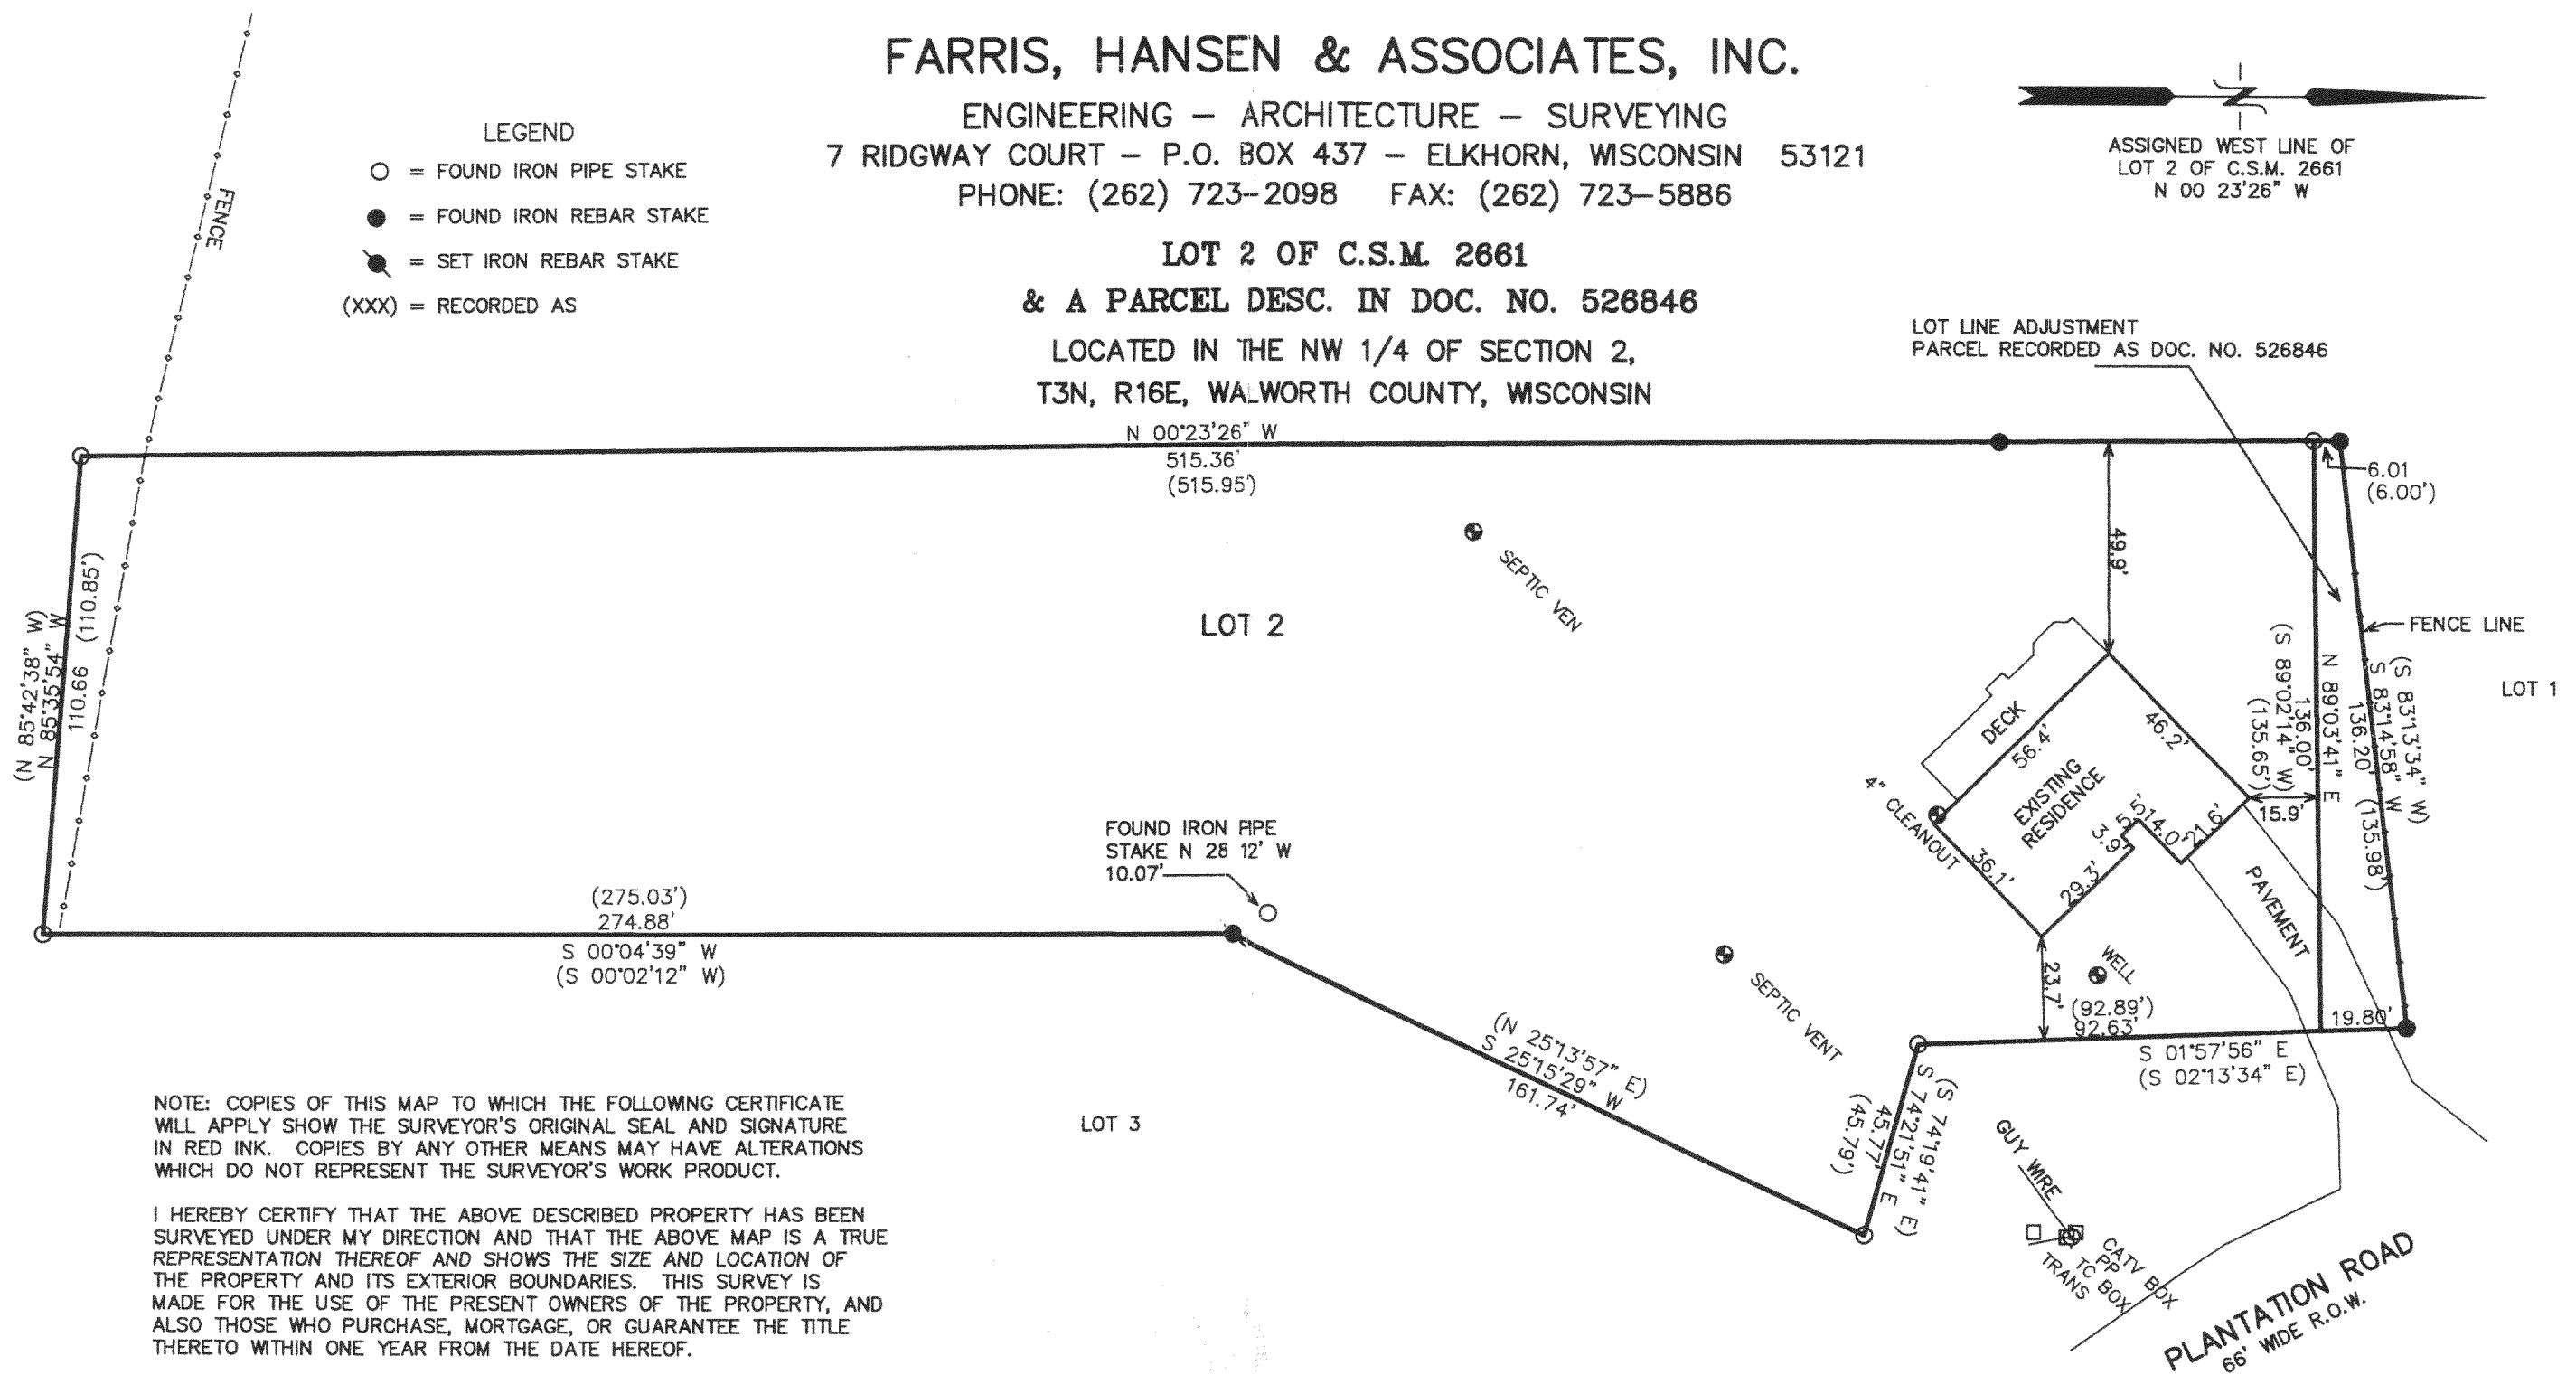 FARRIS, HANSEN & ASSOCIATES, INC.
ENGINEERING – ARCHITECTURE – SURVEYING
7 RIDGWAY COURT – P.O. BOX 437 – ELKHORN, WISCONSIN 53121
PHONE: (262) 723-2098 FAX: (262) 723-5886
LOT 2 OF C.S.M. 2661
& A PARCEL DESC. IN DOC. NO. 526846
LOCATED IN THE NW 1/4 OF SECTION 2,
T3N, R16E, WALWORTH COUNTY, WISCONSIN
LEGEND
= FOUND IRON PIPE STAKE
= FOUND IRON REBAR STAKE
= SET IRON REBAR STAKE
(XXX) = RECORDED AS
FENCE
ASSIGNED WEST LINE OF
LOT 2 OF C.S.M. 2661
N 00 23'26" W
LOT LINE ADJUSTMENT
PARCEL RECORDED AS DOC. NO. 526846
N 00°23'26" W
515.36'
(515.95')
6.01
(6.00')
49.9'
SEPTIC VEN
LOT 2
FENCE LINE
LOT 1
(N 85°42'38" W)
N 85°35'54" W
110.66 (110.85')
(S 89°02'14" W)
N 89°03'41" E
136.00'
(135.65')
(S 83°13'34" W)
S 83°14'58" W
136.20'
(135.98')
DECK
56.4'
46.2'
EXISTING
RESIDENCE
4" CLEANOUT
36.1'
29.3'
3.9'
5.5'
14.0'
21.6'
15.9'
PAVEMENT
FOUND IRON PIPE
STAKE N 28 12' W
10.07'
(275.03')
274.88'
S 00°04'39" W
(S 00°02'12" W)
SEPTIC VENT
WELL
23.7'
(92.89')
92.63'
19.80'
S 01°57'56" E
(S 02°13'34" E)
(N 25°13'57" E)
S 25°15'29" W
161.74'
(S 74°19'41" E)
S 74°21'51" E
45.77'
(45.79')
LOT 3
GUY WIRE
CATV BOX
PP
TC BOX
TRANS
PLANTATION ROAD
66' WIDE R.O.W.
NOTE: COPIES OF THIS MAP TO WHICH THE FOLLOWING CERTIFICATE
WILL APPLY SHOW THE SURVEYOR'S ORIGINAL SEAL AND SIGNATURE
IN RED INK. COPIES BY ANY OTHER MEANS MAY HAVE ALTERATIONS
WHICH DO NOT REPRESENT THE SURVEYOR'S WORK PRODUCT.
I HEREBY CERTIFY THAT THE ABOVE DESCRIBED PROPERTY HAS BEEN
SURVEYED UNDER MY DIRECTION AND THAT THE ABOVE MAP IS A TRUE
REPRESENTATION THEREOF AND SHOWS THE SIZE AND LOCATION OF
THE PROPERTY AND ITS EXTERIOR BOUNDARIES. THIS SURVEY IS
MADE FOR THE USE OF THE PRESENT OWNERS OF THE PROPERTY, AND
ALSO THOSE WHO PURCHASE, MORTGAGE, OR GUARANTEE THE TITLE
THERETO WITHIN ONE YEAR FROM THE DATE HEREOF.